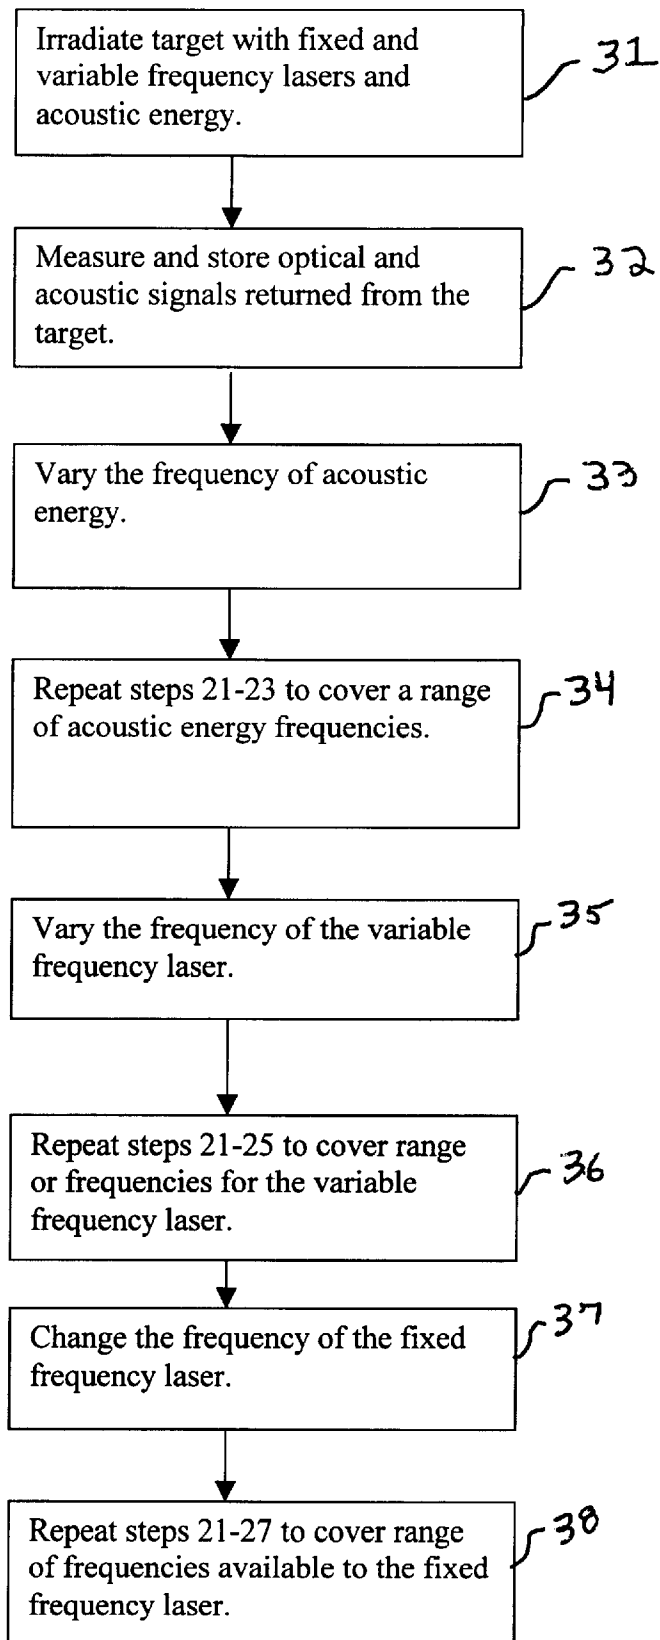 Irradiate target with fixed and
variable frequency lasers and
acoustic energy.
31
Measure and store optical and
acoustic signals returned from the
target.
32
Vary the frequency of acoustic
energy.
33
Repeat steps 21-23 to cover a range
of acoustic energy frequencies.
34
Vary the frequency of the variable
frequency laser.
35
Repeat steps 21-25 to cover range
or frequencies for the variable
frequency laser.
36
Change the frequency of the fixed
frequency laser.
37
Repeat steps 21-27 to cover range
of frequencies available to the fixed
frequency laser.
38